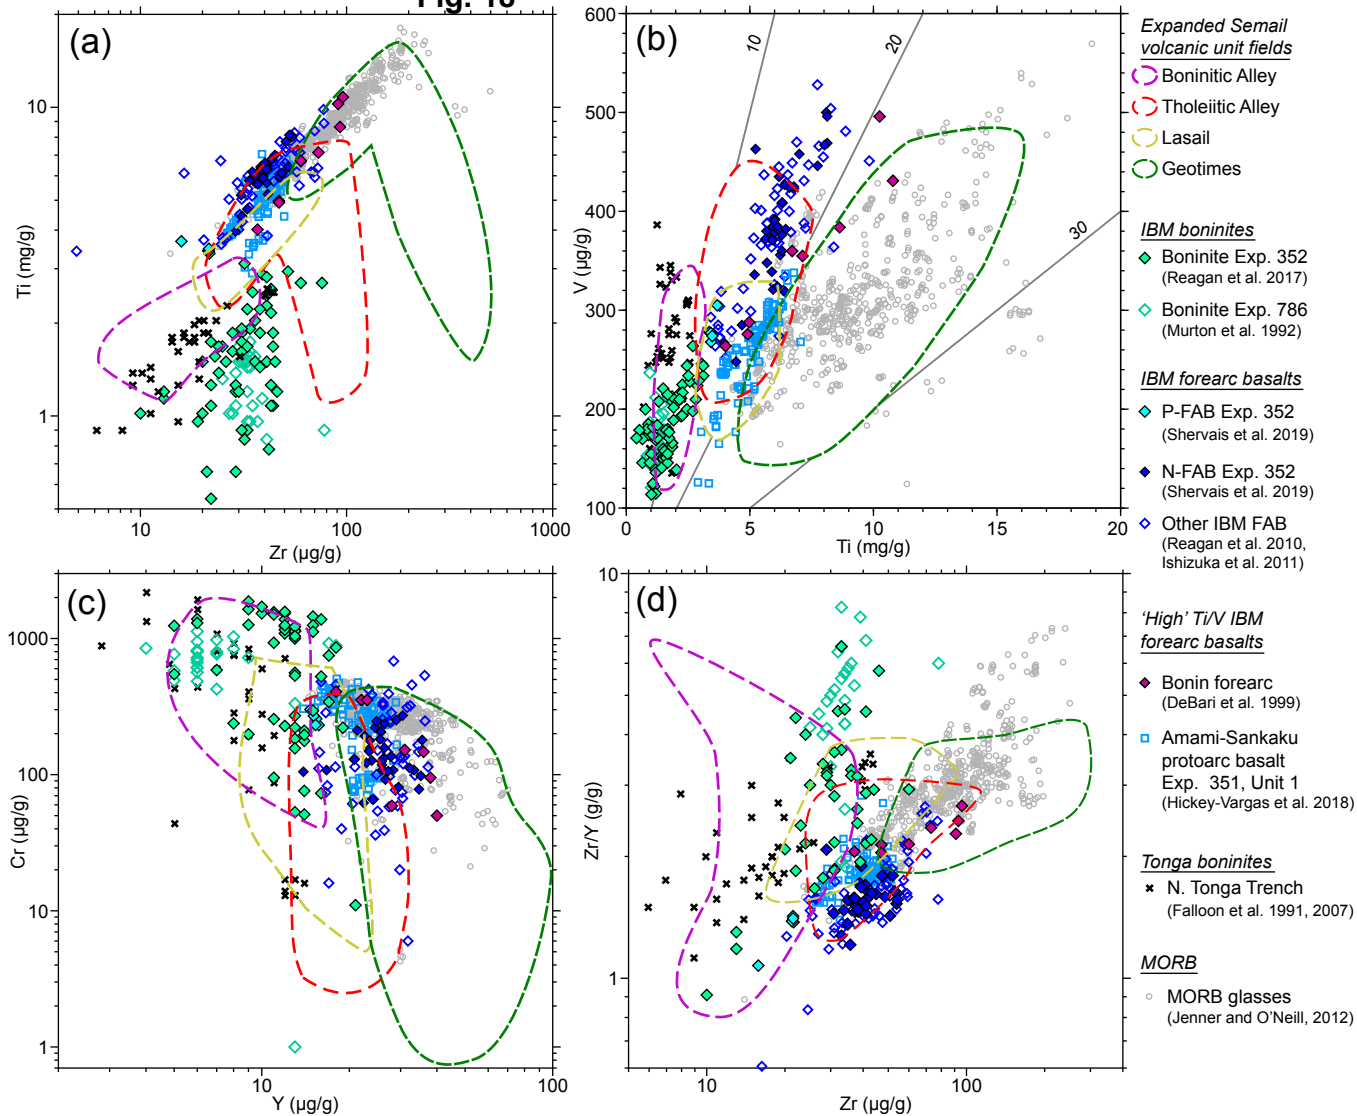 Fig. 18
(a)
10
1
Ti (mg/g)
10
100
1000
Zr (µg/g)
(b)
600
500
400
300
200
100
V (µg/g)
10
20
30
0
5
10
15
20
Ti (mg/g)
(c)
1000
100
10
1
Cr (µg/g)
10
100
Y (µg/g)
(d)
10
1
Zr/Y (g/g)
10
100
Zr (µg/g)
Expanded Semail
volcanic unit fields
Boninitic Alley
Tholeiitic Alley
Lasail
Geotimes
IBM boninites
Boninite Exp. 352
(Reagan et al. 2017)
Boninite Exp. 786
(Murton et al. 1992)
IBM forearc basalts
P-FAB Exp. 352
(Shervais et al. 2019)
N-FAB Exp. 352
(Shervais et al. 2019)
Other IBM FAB
(Reagan et al. 2010,
Ishizuka et al. 2011)
'High' Ti/V IBM
forearc basalts
Bonin forearc
(DeBari et al. 1999)
Amami-Sankaku
protoarc basalt
Exp. 351, Unit 1
(Hickey-Vargas et al. 2018)
Tonga boninites
N. Tonga Trench
(Falloon et al. 1991, 2007)
MORB
MORB glasses
(Jenner and O'Neill, 2012)